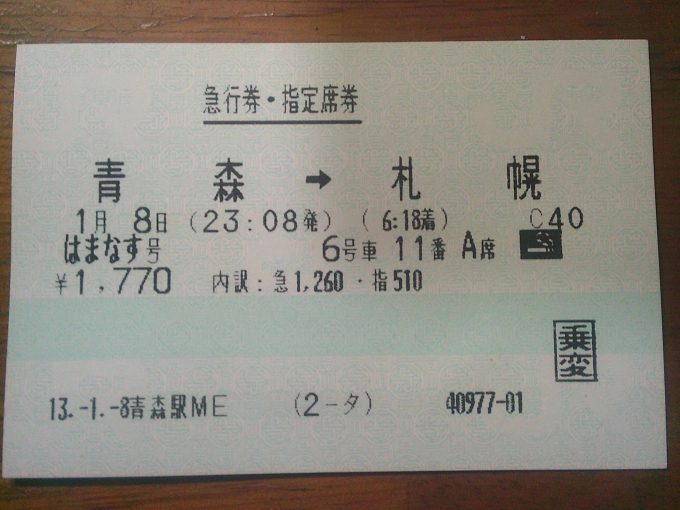 急行券・指定席券
青森 → 札幌
1月 8日 (23:08発) ( 6:18着) C40
はまなす号 6号車 11番 A席
￥1,770 内訳：急1,260・指510
乗変
13.-1.-8青森駅ME (2-タ) 40977-01